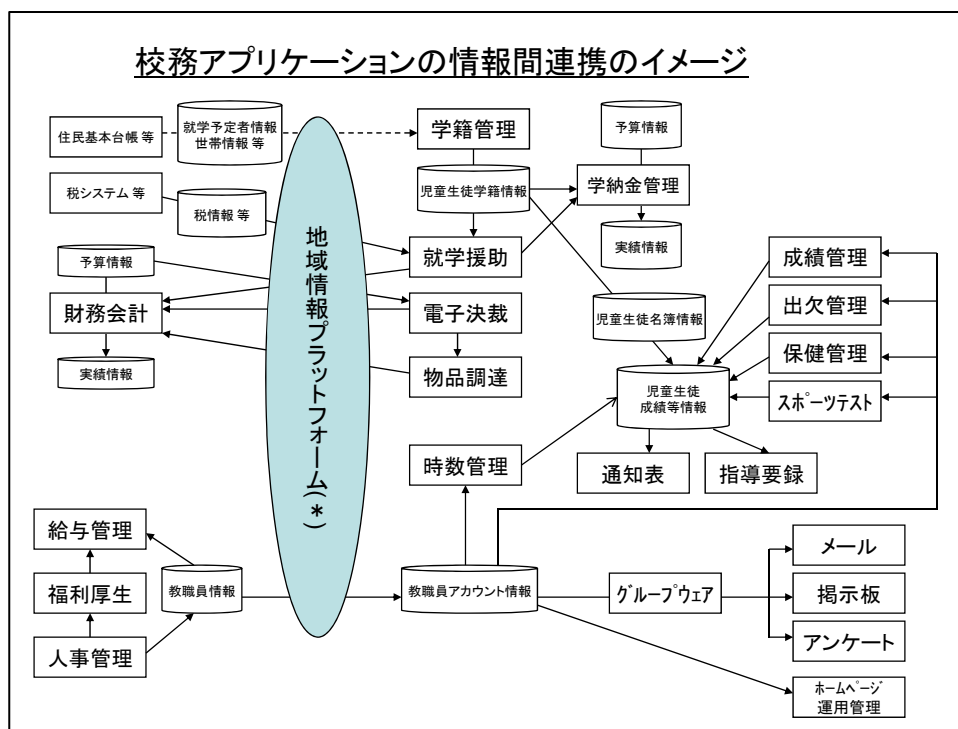 校務アプリケーションの情報間連携のイメージ
住民基本台帳 等
就学予定者情報
世帯情報 等
学籍管理
予算情報
税システム 等
税情報 等
児童生徒学籍情報
学納金管理
実績情報
予算情報
就学援助
成績管理
財務会計
電子決裁
児童生徒名簿情報
出欠管理
実績情報
物品調達
保健管理
児童生徒
成績等情報
スポーツテスト
地域情報プラットフォーム(*)
時数管理
通知表
指導要録
給与管理
メール
福利厚生
教職員情報
教職員アカウント情報
グループウェア
掲示板
人事管理
アンケート
ホームページ
運用管理